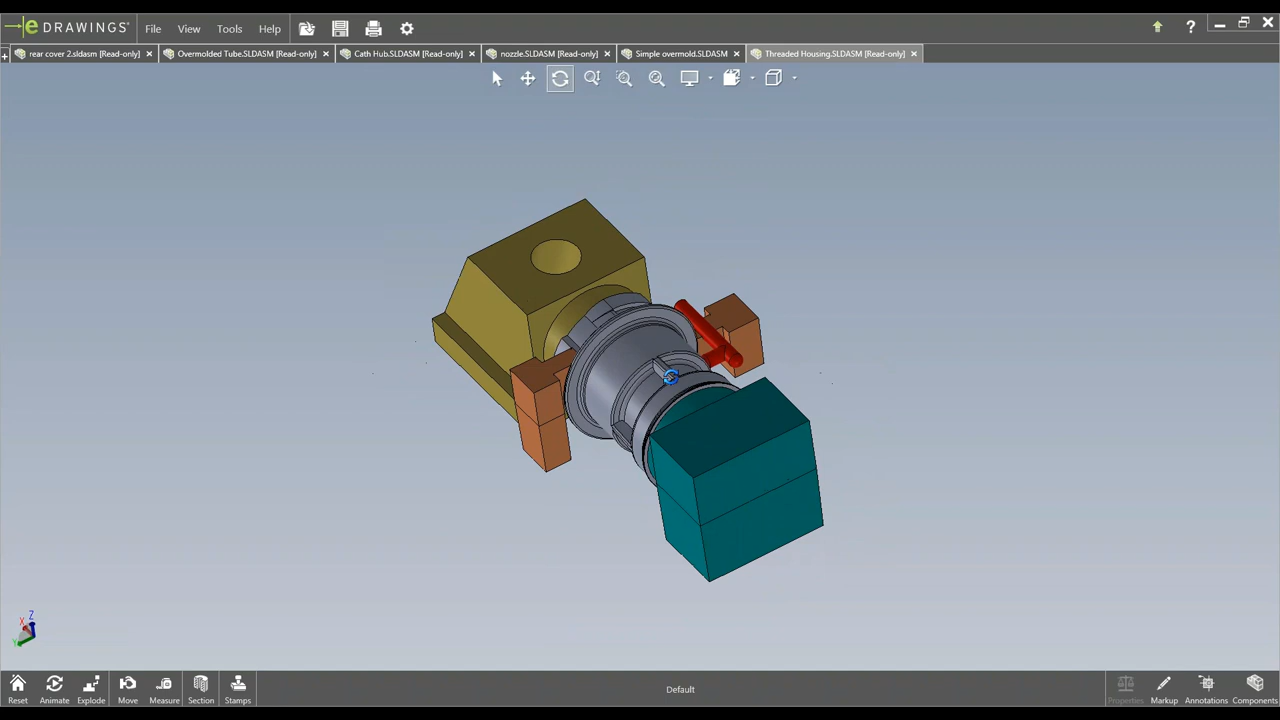 eDRAWINGS® File View Tools Help ?
+ rear cover 2.sldasm [Read-only] × Overmolded Tube.SLDASM [Read-only] × Cath Hub.SLDASM [Read-only] × nozzle.SLDASM [Read-only] × Simple overmold.SLDASM × Threaded Housing.SLDASM [Read-only] ×
Z
X
Y
Reset Animate Explode Move Measure Section Stamps Default Properties Markup Annotations Components